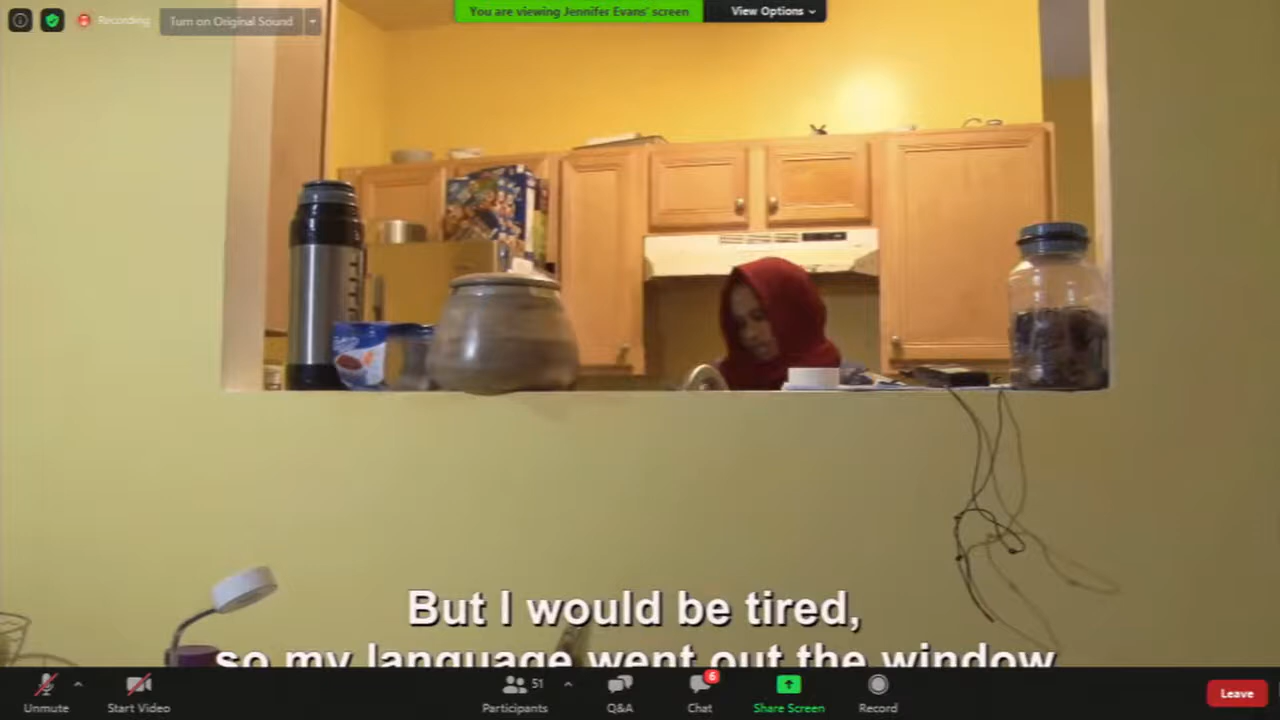 Recording
Turn on Original Sound
You are viewing Jennifer Evans' screen
View Options
But I would be tired,
so my language went out the window
Unmute
Start Video
51
Participants
Q&A
6
Chat
Share Screen
Record
Leave